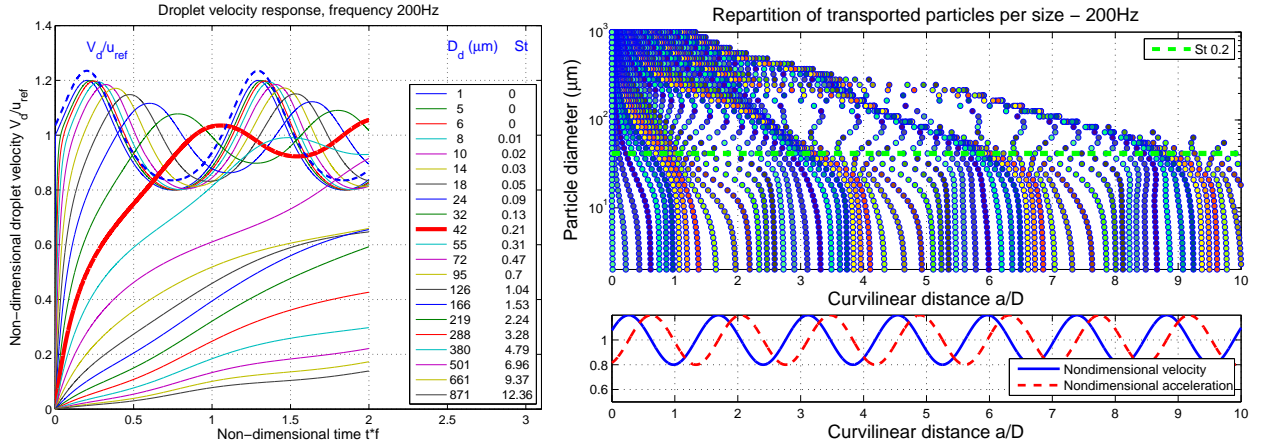 Droplet velocity response, frequency 200Hz
Non-dimensional droplet velocity V_d/u_ref
1.4
1.2
1
0.8
0.6
0.4
0.2
0
V_d/u_ref
D_d (μm) St
1 0
5 0
6 0
8 0.01
10 0.02
14 0.03
18 0.05
24 0.09
32 0.13
42 0.21
55 0.31
72 0.47
95 0.7
126 1.04
166 1.53
219 2.24
288 3.28
380 4.79
501 6.96
661 9.37
871 12.36
0 0.5 1 1.5 2 2.5 3
Non-dimensional time t*f
Repartition of transported particles per size − 200Hz
Particle diameter (μm)
10^3
10^2
10^1
St 0.2
0 1 2 3 4 5 6 7 8 9 10
Curvilinear distance a/D
1
0.8
0.6
Nondimensional velocity
Nondimensional acceleration
0 1 2 3 4 5 6 7 8 9 10
Curvilinear distance a/D